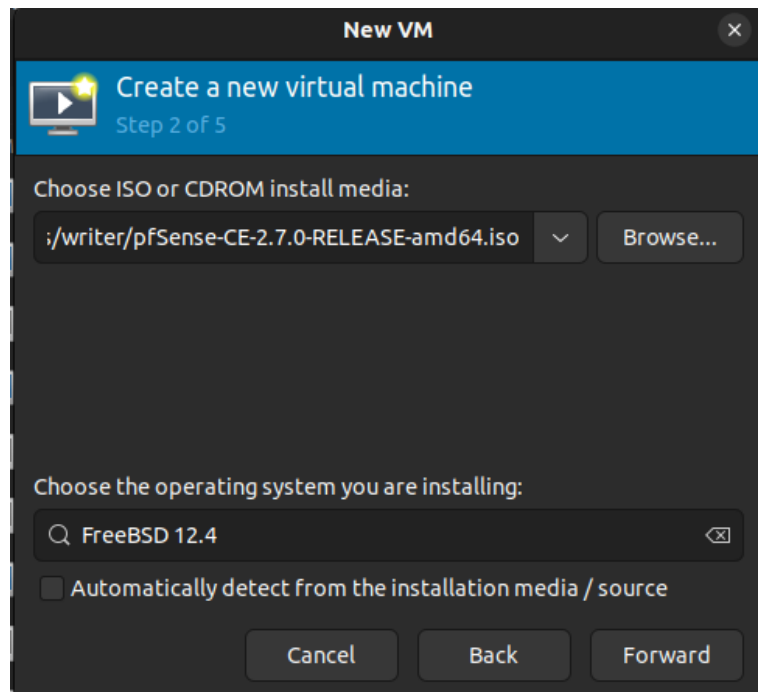 New VM
Create a new virtual machine
Step 2 of 5
Choose ISO or CDROM install media:
s/writer/pfSense-CE-2.7.0-RELEASE-amd64.iso
Browse...
Choose the operating system you are installing:
FreeBSD 12.4
Automatically detect from the installation media / source
Cancel Back Forward